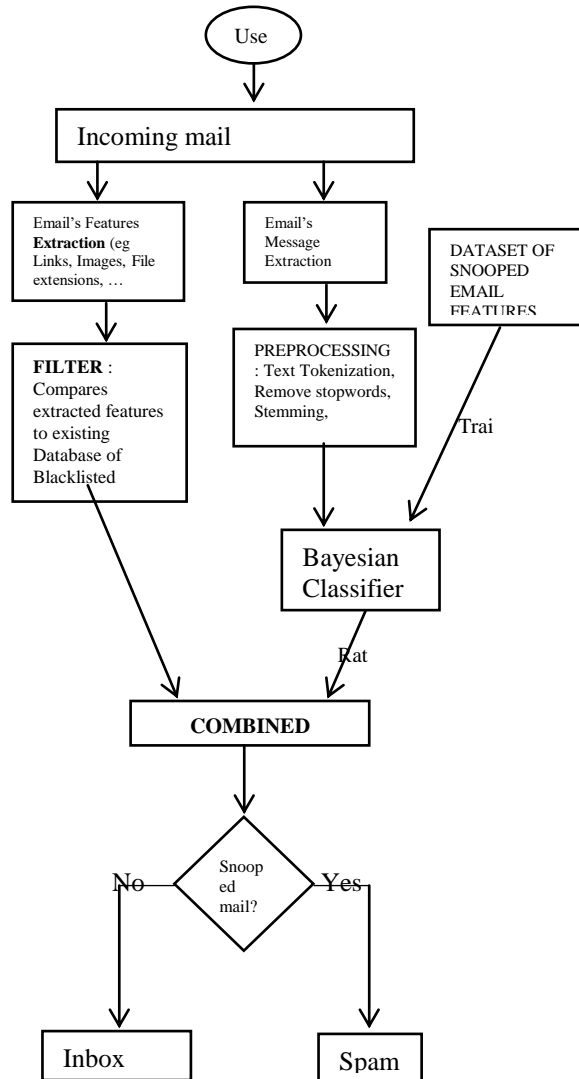 Use
Incoming mail
Email's Features
Extraction (eg
Links, Images, File
extensions, …
Email's
Message
Extraction
DATASET OF
SNOOPED
EMAIL
FEATURES
FILTER :
Compares
extracted features
to existing
Database of
Blacklisted
PREPROCESSING
: Text Tokenization,
Remove stopwords,
Stemming,
Trai
Bayesian
Classifier
Rat
COMBINED
Snoop
ed
mail?
No
Yes
Inbox
Spam